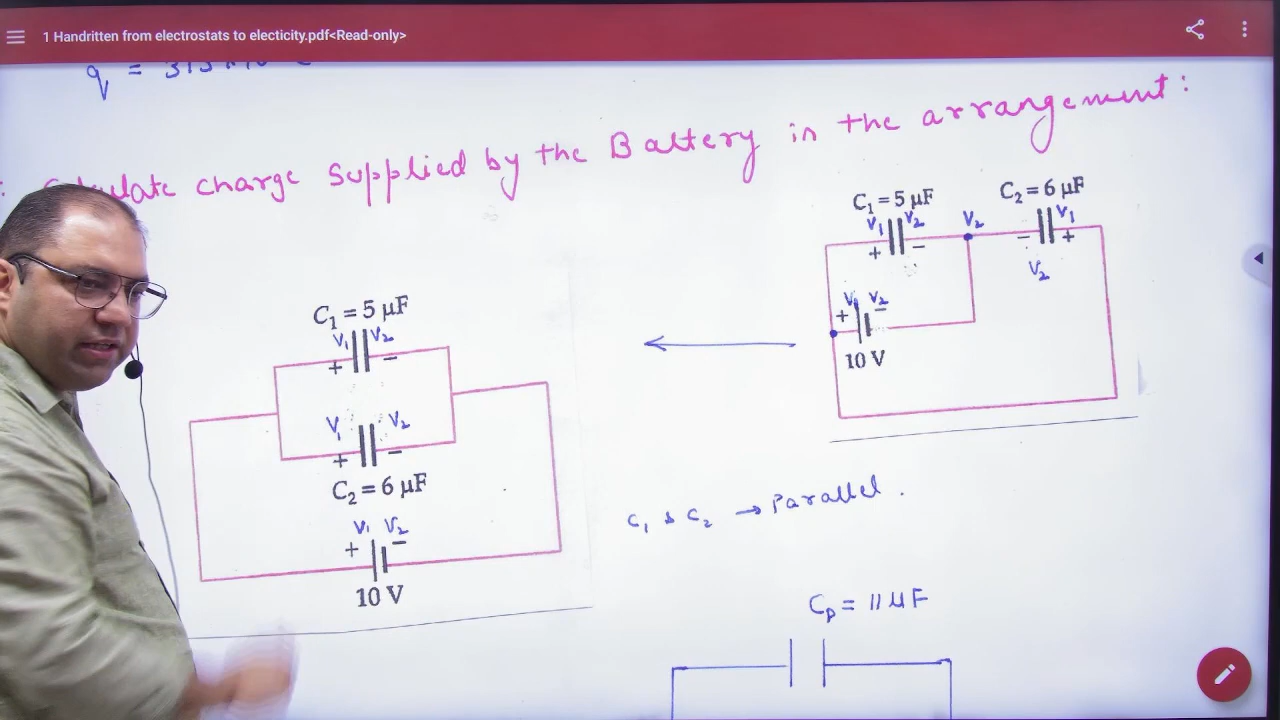 1 Handritten from electrostats to electicity.pdf<Read-only>
q =
Calculate charge supplied by the Battery in the arrangement:
C₁ = 5 µF
V₁ V₂
+ −
V₁ V₂
+ −
C₂ = 6 µF
V₁ V₂
+ −
10 V
C₁ = 5 µF
V₁ V₂
+ −
V₂
C₂ = 6 µF
V₁
− +
V₂
V₁ V₂
+ −
10 V
C₁ & C₂ → Parallel.
Cp = 11 µF